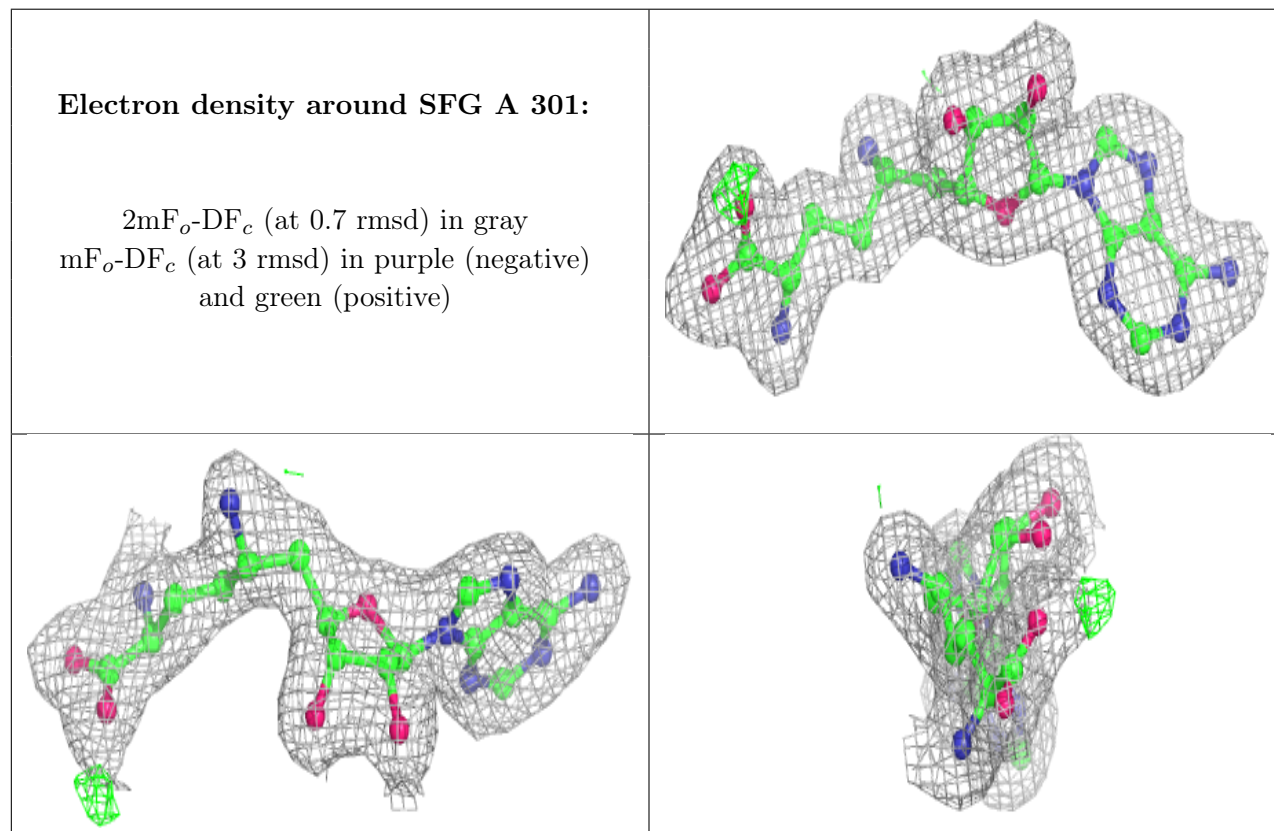 Electron density around SFG A 301:
2mFo-DFc (at 0.7 rmsd) in gray
mFo-DFc (at 3 rmsd) in purple (negative)
and green (positive)